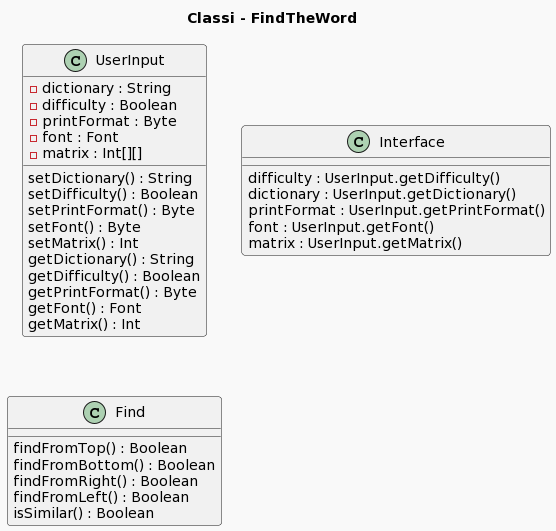 Classi - FindTheWord
C UserInput
dictionary : String
difficulty : Boolean
printFormat : Byte
font : Font
matrix : Int[][]
setDictionary() : String
setDifficulty() : Boolean
setPrintFormat() : Byte
setFont() : Byte
setMatrix() : Int
getDictionary() : String
getDifficulty() : Boolean
getPrintFormat() : Byte
getFont() : Font
getMatrix() : Int
C Interface
difficulty : UserInput.getDifficulty()
dictionary : UserInput.getDictionary()
printFormat : UserInput.getPrintFormat()
font : UserInput.getFont()
matrix : UserInput.getMatrix()
C Find
findFromTop() : Boolean
findFromBottom() : Boolean
findFromRight() : Boolean
findFromLeft() : Boolean
isSimilar() : Boolean